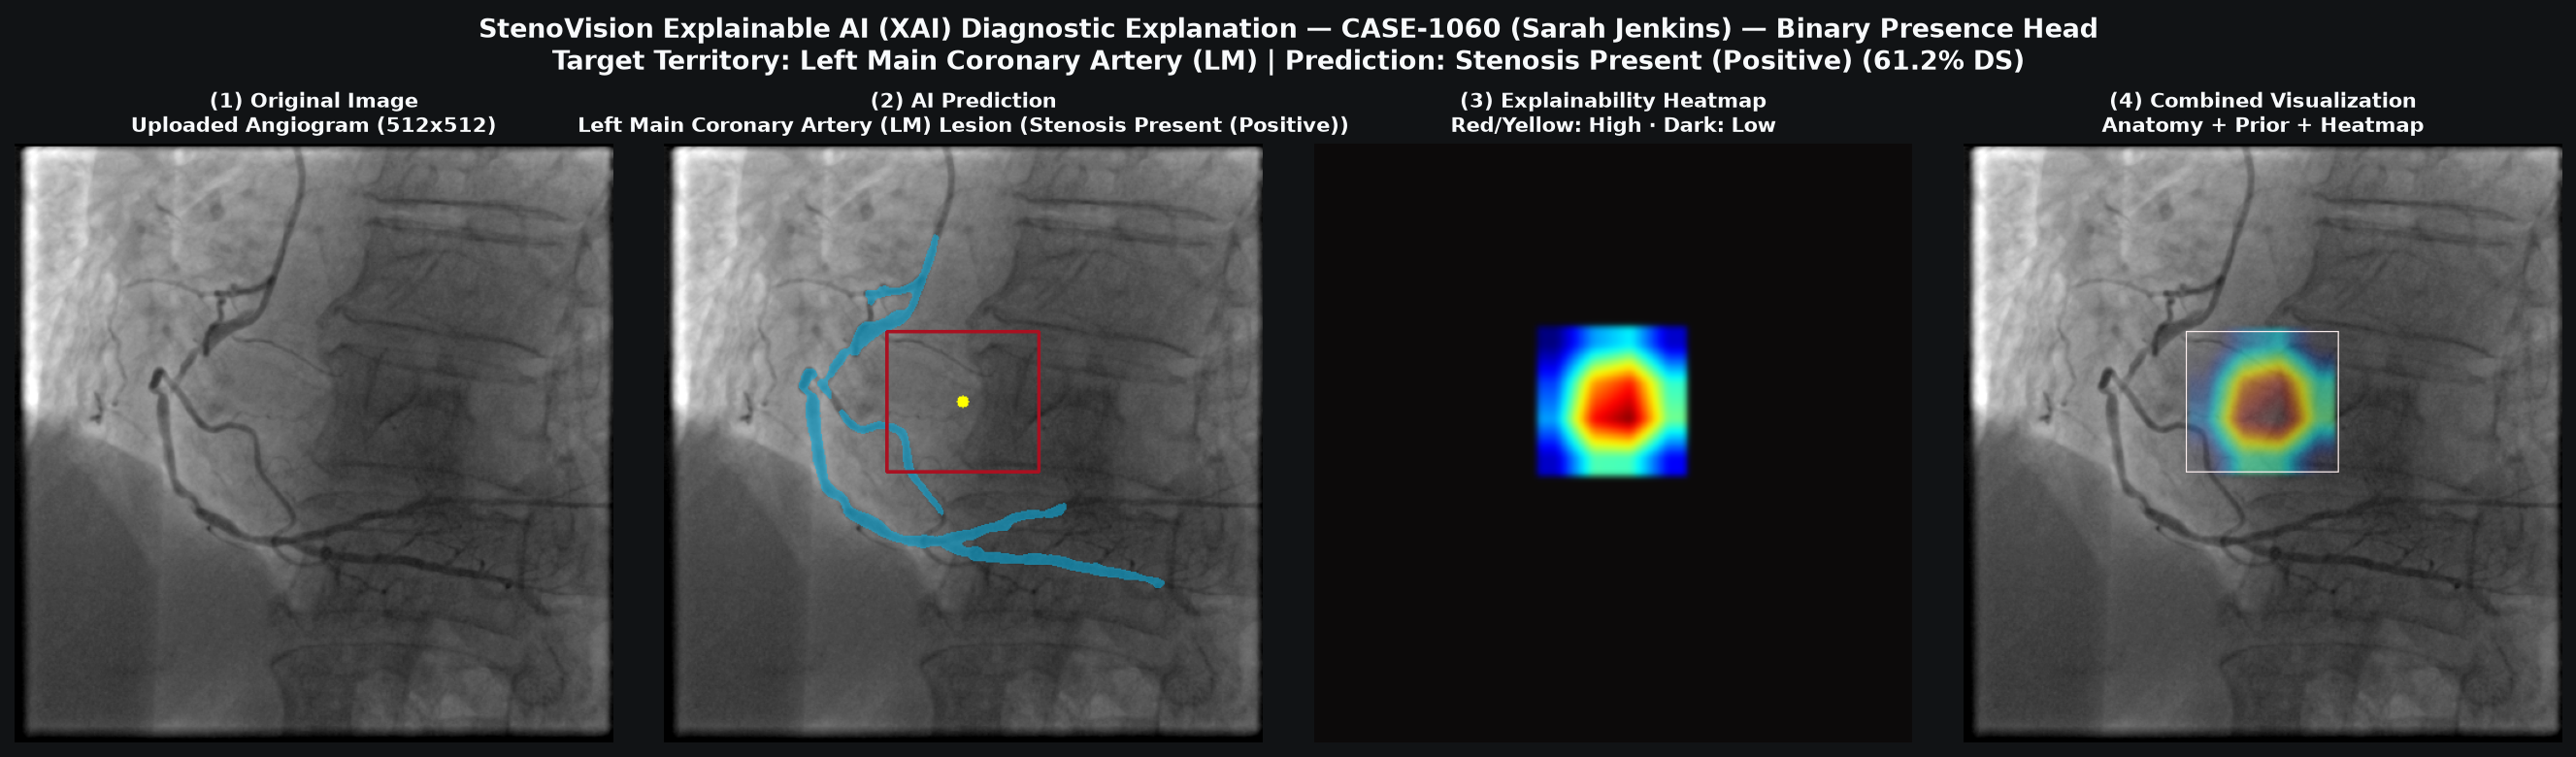 StenoVision Explainable AI (XAI) Diagnostic Explanation — CASE-1060 (Sarah Jenkins) — Binary Presence Head
Target Territory: Left Main Coronary Artery (LM) | Prediction: Stenosis Present (Positive) (61.2% DS)
(1) Original Image
Uploaded Angiogram (512x512)
(2) AI Prediction
Left Main Coronary Artery (LM) Lesion (Stenosis Present (Positive))
(3) Explainability Heatmap
Red/Yellow: High · Dark: Low
(4) Combined Visualization
Anatomy + Prior + Heatmap